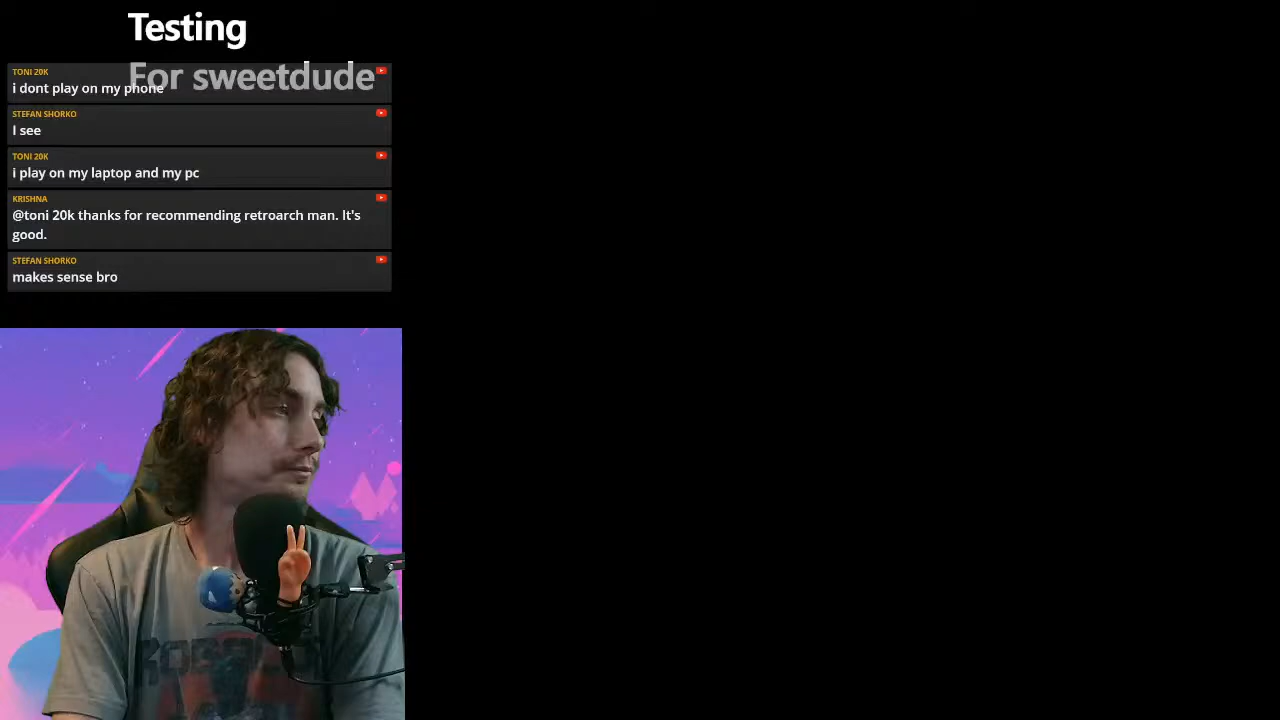 Testing
For sweetdude
TONI 20K
i dont play on my phone
STEFAN SHORKO
I see
TONI 20K
i play on my laptop and my pc
KRISHNA
@toni 20k thanks for recommending retroarch man. It's
good.
STEFAN SHORKO
makes sense bro